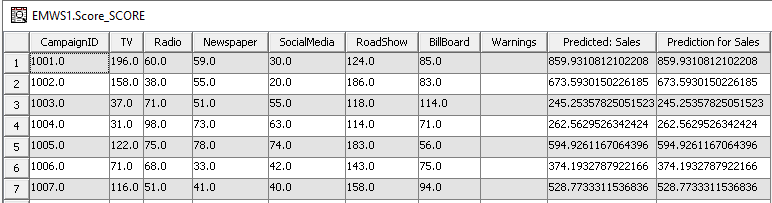 EMWS1.Score_SCORE
CampaignID TV Radio Newspaper SocialMedia RoadShow BillBoard Warnings Predicted: Sales Prediction for Sales
1 1001.0 196.0 60.0 59.0 30.0 124.0 85.0 859.9310812102208 859.9310812102208
2 1002.0 158.0 38.0 55.0 20.0 186.0 83.0 673.5930150226185 673.5930150226185
3 1003.0 37.0 71.0 51.0 55.0 118.0 114.0 245.25357825051523 245.25357825051523
4 1004.0 31.0 98.0 73.0 63.0 114.0 71.0 262.5629526342424 262.5629526342424
5 1005.0 122.0 75.0 78.0 74.0 183.0 56.0 594.9261167064396 594.9261167064396
6 1006.0 71.0 68.0 33.0 42.0 143.0 75.0 374.1932787922166 374.1932787922166
7 1007.0 116.0 51.0 41.0 40.0 158.0 94.0 528.7733311536836 528.7733311536836